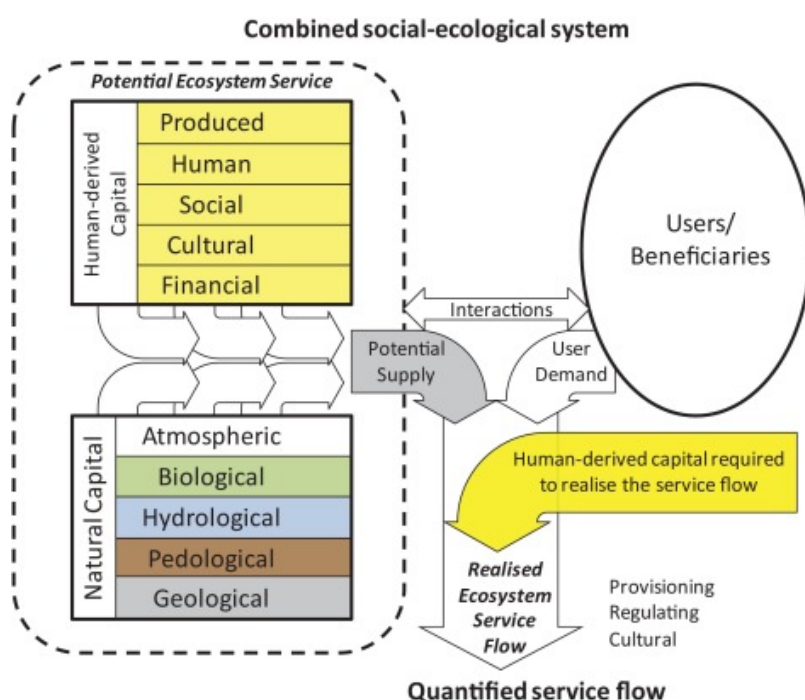 Combined social-ecological system
Potential Ecosystem Service
Human-derived
Capital
Produced
Human
Social
Cultural
Financial
Natural Capital
Atmospheric
Biological
Hydrological
Pedological
Geological
Users/
Beneficiaries
Interactions
Potential
Supply
User
Demand
Human-derived capital required
to realise the service flow
Realised
Ecosystem
Service
Flow
Provisioning
Regulating
Cultural
Quantified service flow